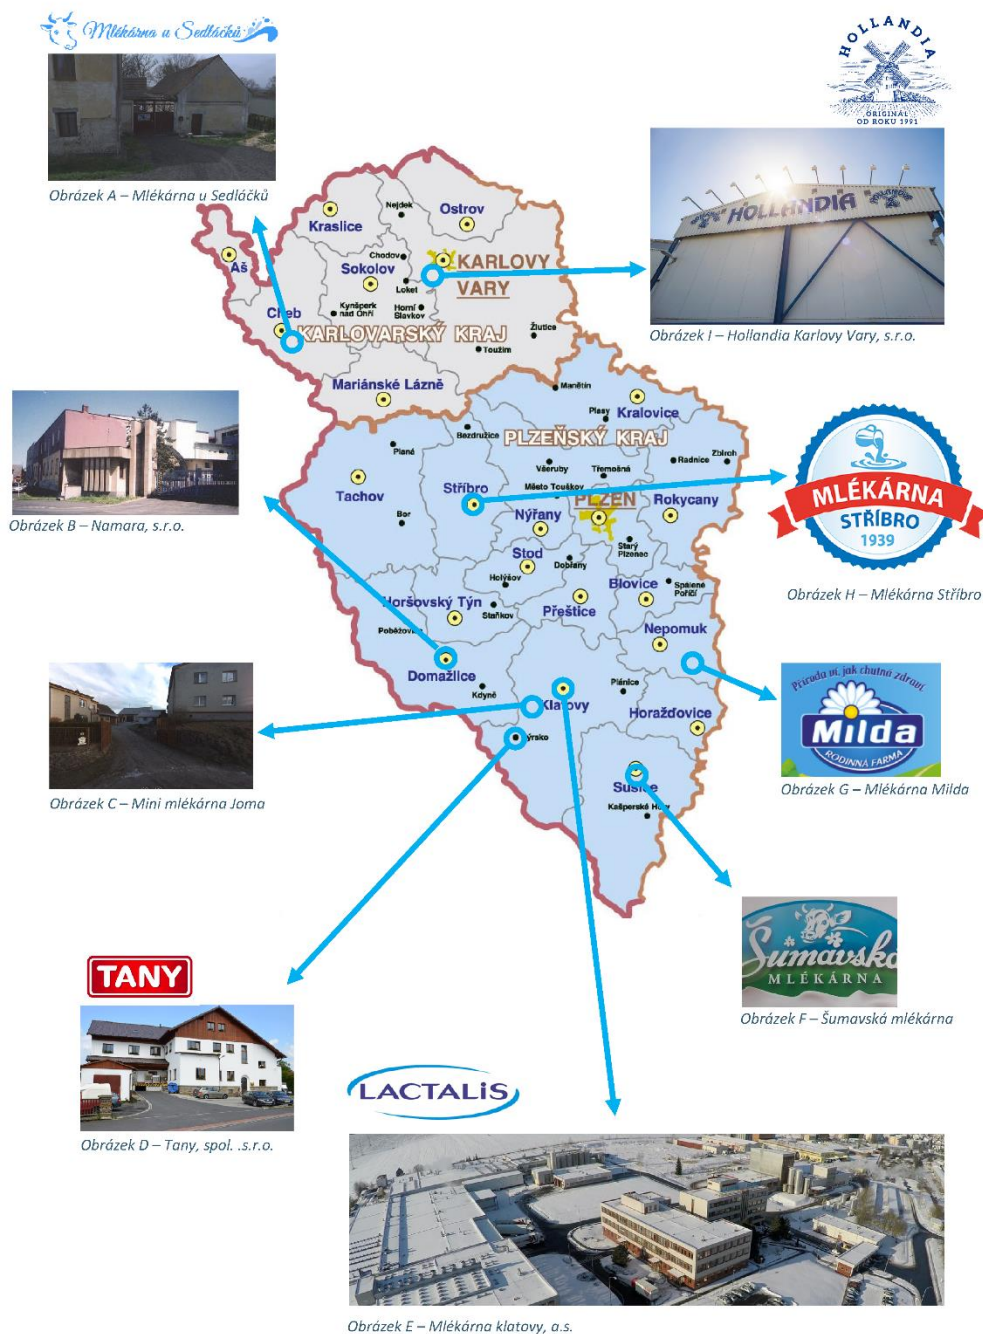 Mlékárna u Sedláčků
HOLLANDIA
ORIGINAL
OD ROKU 1991
Obrázek A – Mlékárna u Sedláčků
HOLLANDIA
Obrázek I – Hollandia Karlovy Vary, s.r.o.
Nejdek
Ostrov
Kraslice
Aš
Chodov
Sokolov
KARLOVY
VARY
Loket
Cheb
Kynšperk
nad Ohří
Horní
Slavkov
Žlutice
KARLOVARSKÝ KRAJ
Toužim
Mariánské Lázně
Manětín
Kralovice
Plasy
Bezdružice
PLZEŇSKÝ KRAJ
Planá
Všeruby
Třemošná
Radnice
Zbiroh
Tachov
Stříbro
Město Touškov
PLZEŇ
Rokycany
Bor
Nýřany
Starý
Plzenec
Stod
Dobřany
Holýšov
Blovice
Spálené
Poříčí
Horšovský Týn
Staňkov
Přeštice
Nepomuk
Domažlice
Kdyně
Klatovy
Plánice
Horažďovice
Sušice
Kašperské Hory
Obrázek B – Namara, s.r.o.
MLÉKÁRNA
STŘÍBRO
1939
Obrázek H – Mlékárna Stříbro
Příroda ví, jak chutná zdraví
Milda
RODINNÁ FARMA
Obrázek G – Mlékárna Milda
Obrázek C – Mini mlékárna Joma
Šumavská
MLÉKÁRNA
Obrázek F – Šumavská mlékárna
TANY
Obrázek D – Tany, spol. .s.r.o.
LACTALiS
Obrázek E – Mlékárna klatovy, a.s.